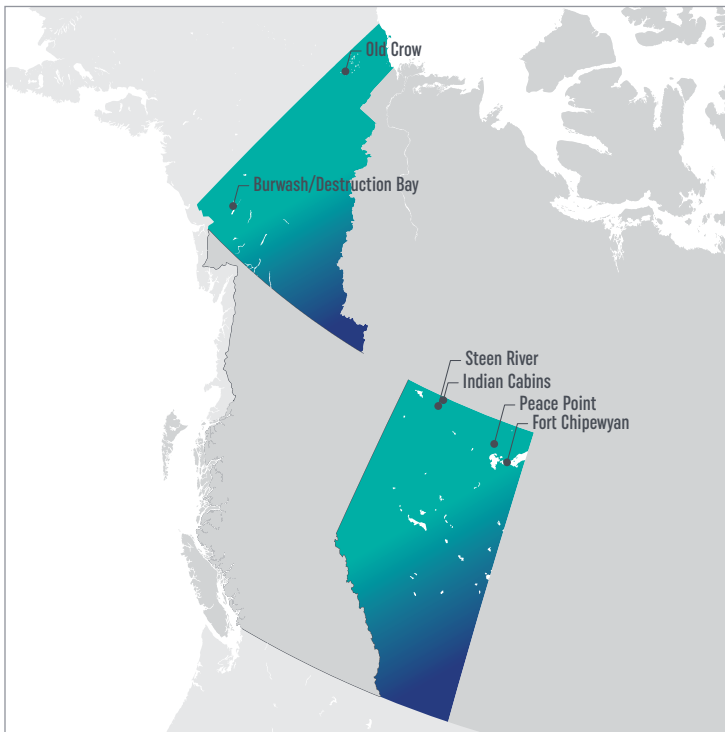 Old Crow
Burwash/Destruction Bay
Steen River
Indian Cabins
Peace Point
Fort Chipewyan